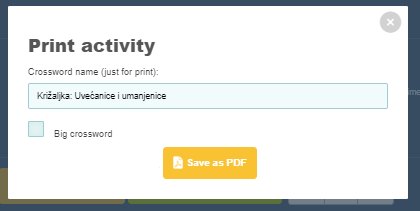 Print activity
Crossword name (just for print):
Križaljka: Uvećanice i umanjenice
Big crossword
Save as PDF